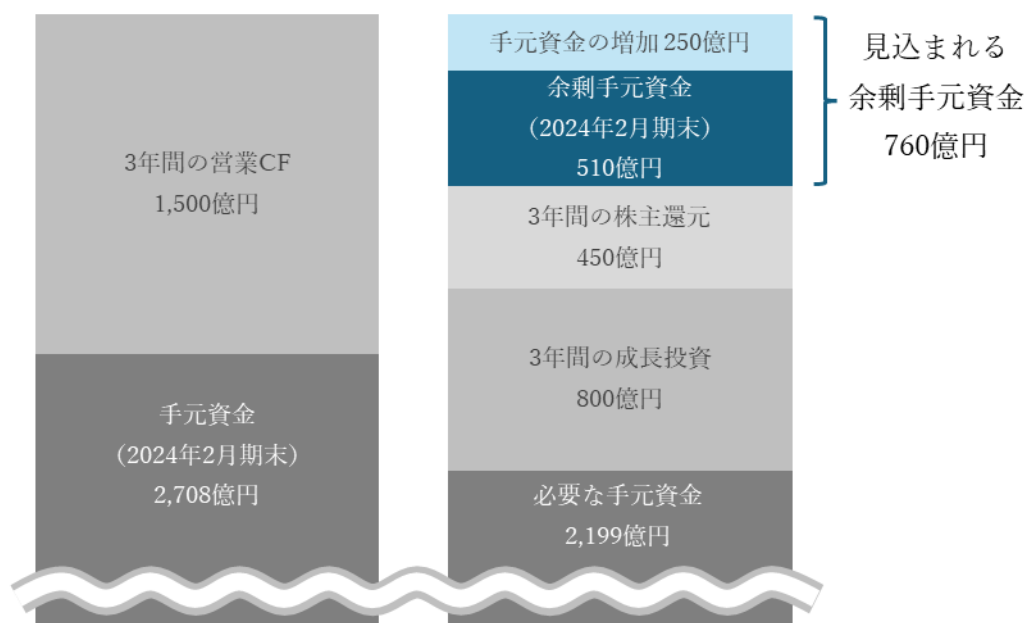 3年間の営業CF
1,500億円
手元資金
(2024年2月期末)
2,708億円
手元資金の増加 250億円
余剰手元資金
(2024年2月期末)
510億円
3年間の株主還元
450億円
3年間の成長投資
800億円
必要な手元資金
2,199億円
見込まれる
余剰手元資金
760億円